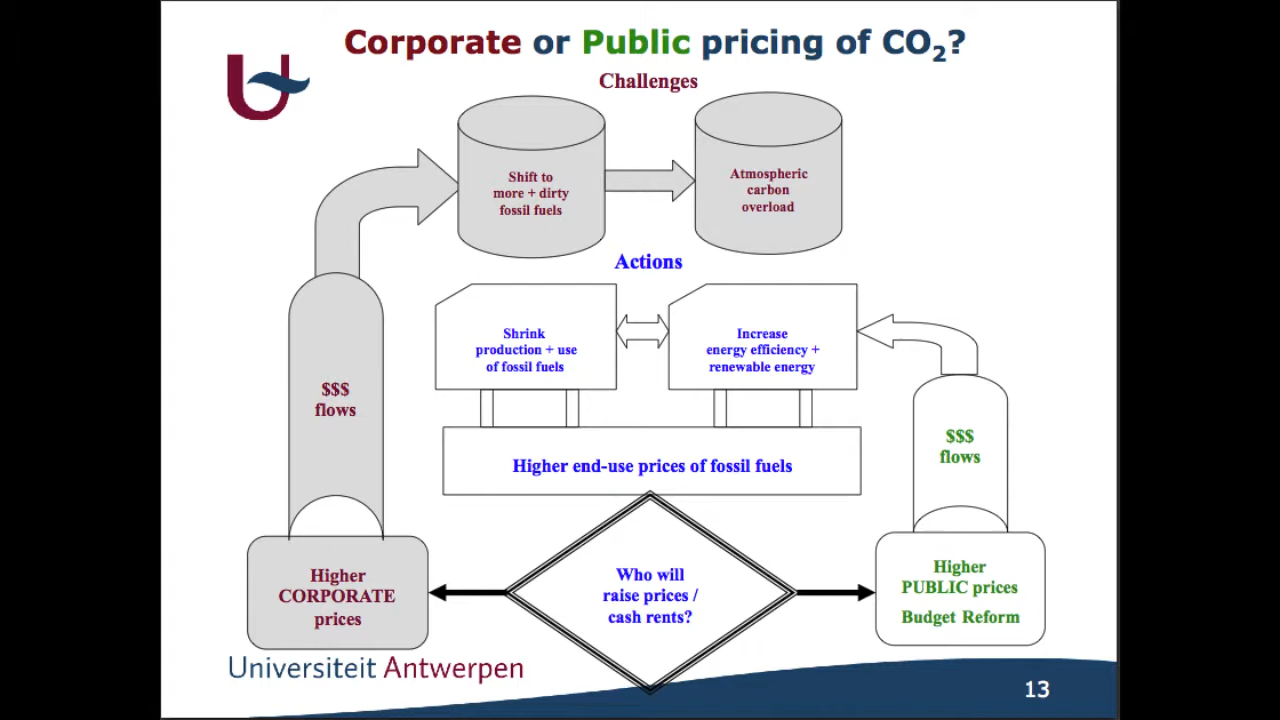 Corporate or Public pricing of CO₂?
Challenges
Shift to
more + dirty
fossil fuels
Atmospheric
carbon
overload
Actions
Shrink
production + use
of fossil fuels
Increase
energy efficiency +
renewable energy
$$$
flows
$$$
flows
Higher end-use prices of fossil fuels
Who will
raise prices /
cash rents?
Higher
CORPORATE
prices
Higher
PUBLIC prices
Budget Reform
Universiteit Antwerpen
13